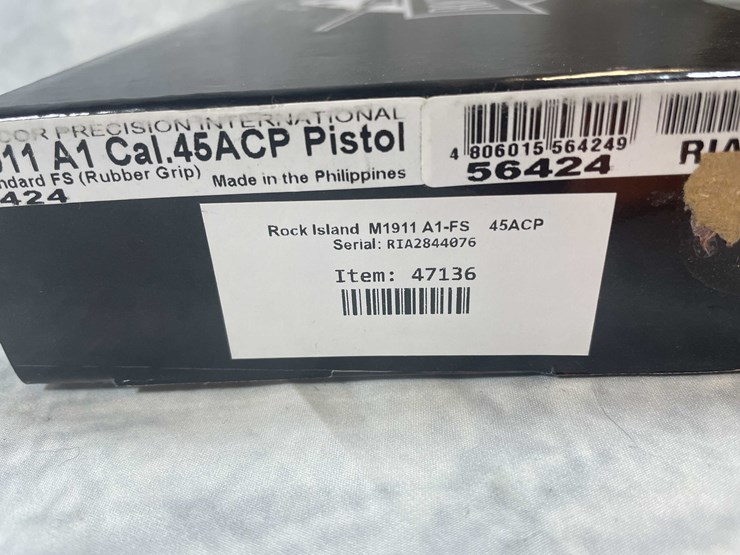 COR PRECISION INTERNATIONAL
911 A1 Cal.45ACP Pistol
ndard FS (Rubber Grip) Made in the Philippines
424
4 806015 564249
56424
RIA
Rock Island M1911 A1-FS 45ACP
Serial: RIA2844076
Item: 47136